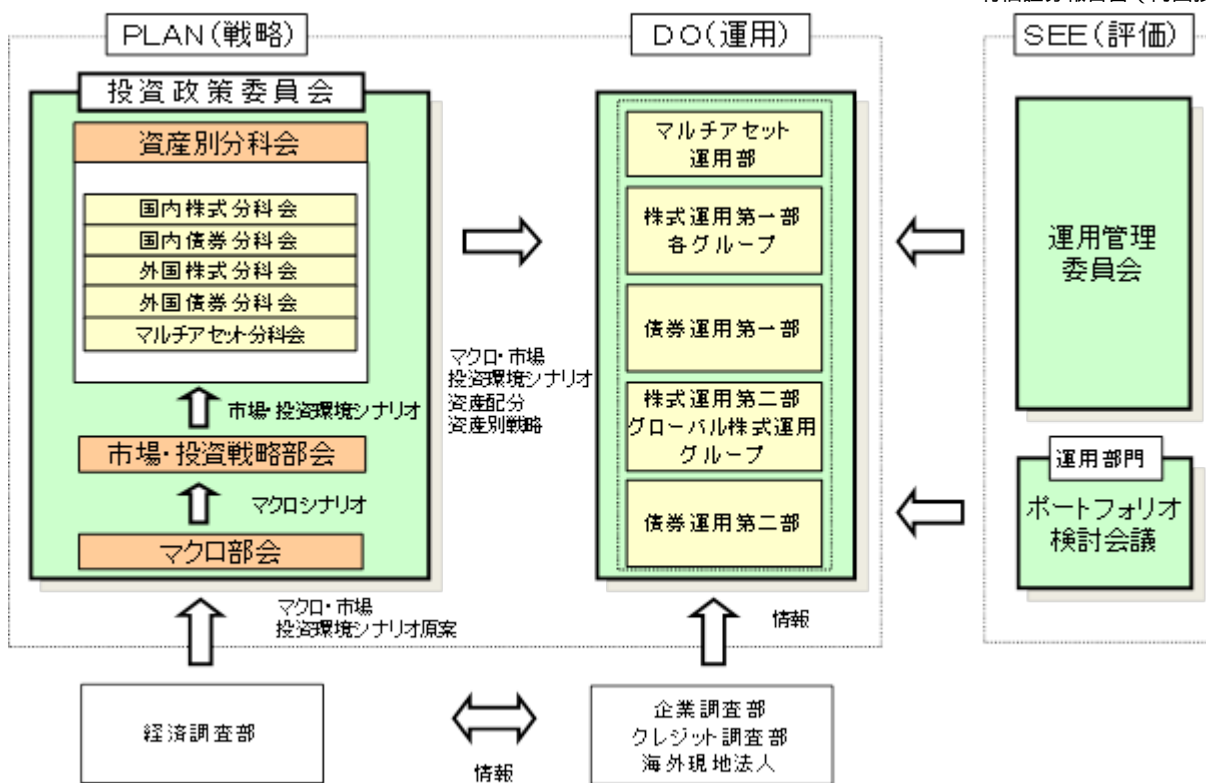 PLAN(戦略)
投資政策委員会
資産別分科会
国内株式分科会
国内債券分科会
外国株式分科会
外国債券分科会
マルチアセット分科会
市場・投資環境シナリオ
市場・投資戦略部会
マクロシナリオ
マクロ部会
マクロ・市場
投資環境シナリオ原案
経済調査部
マクロ・市場
投資環境シナリオ
資産配分
資産別戦略
情報
DO(運用)
マルチアセット
運用部
株式運用第一部
各グループ
債券運用第一部
株式運用第二部
グローバル株式運用
グループ
債券運用第二部
情報
企業調査部
クレジット調査部
海外現地法人
SEE(評価)
運用管理
委員会
運用部門
ポートフォリオ
検討会議